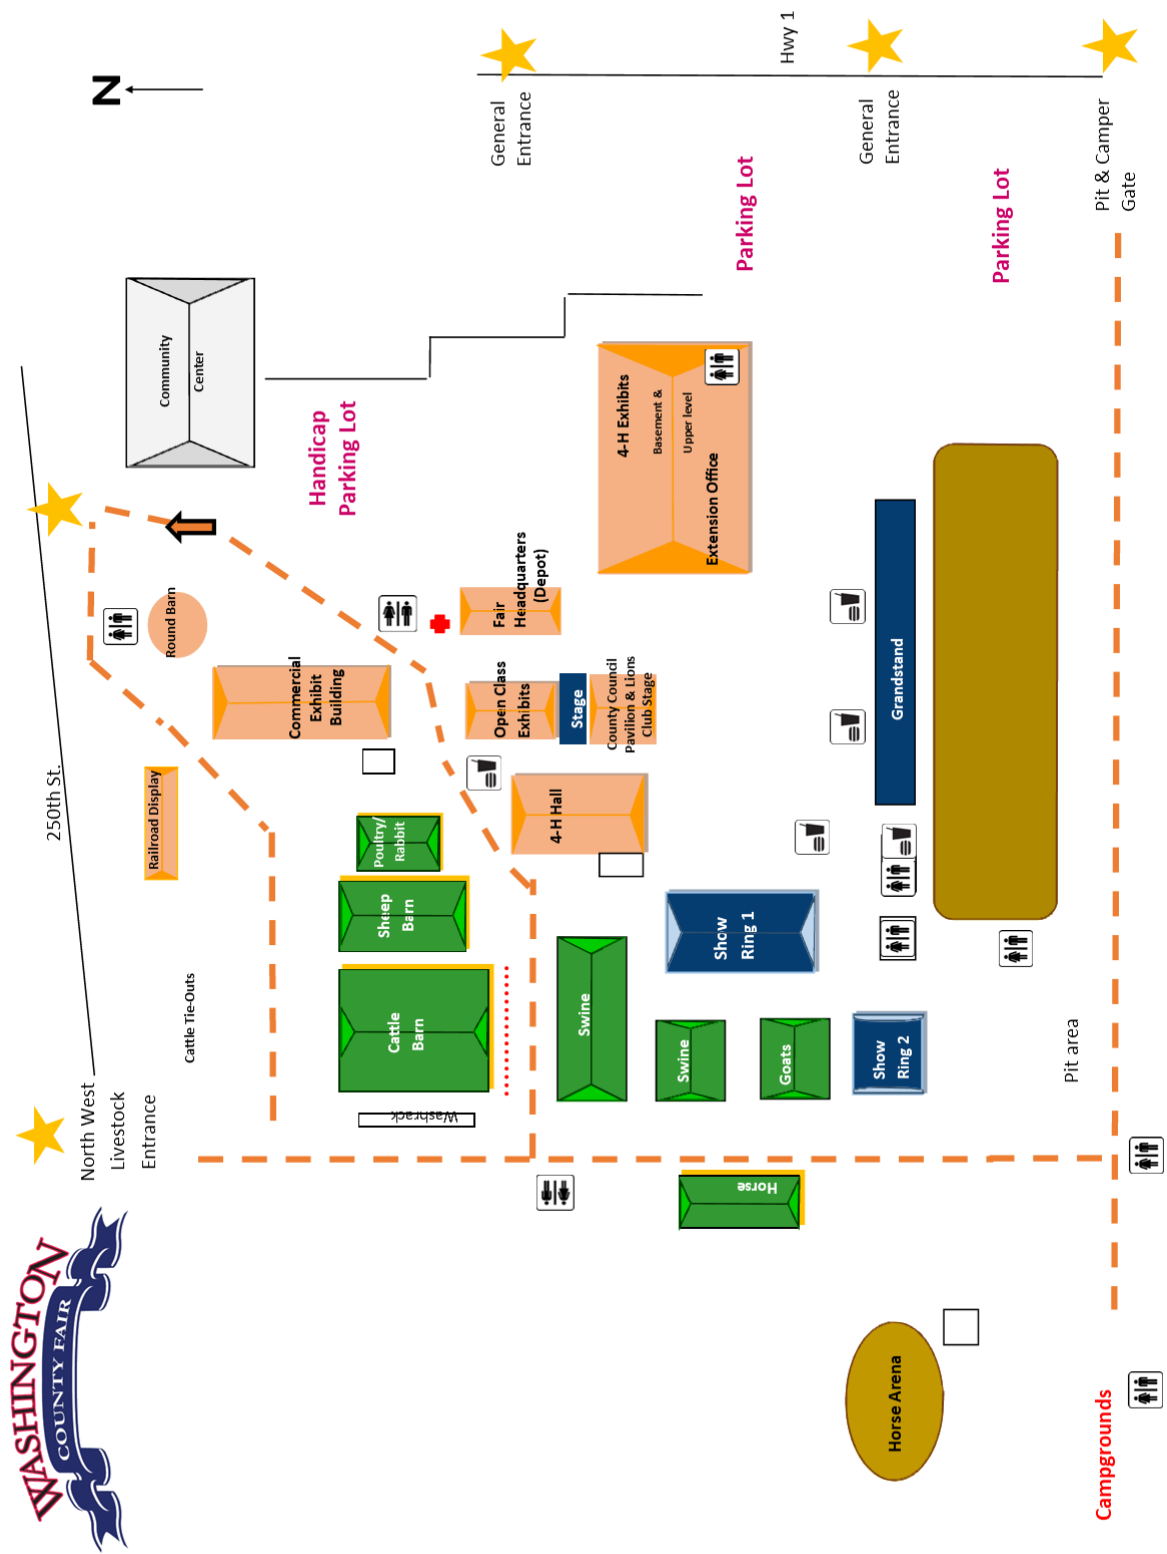 WASHINGTON
COUNTY FAIR
North West
Livestock
Entrance
250th St.
N
Cattle Tie-Outs
Railroad Display
Round Barn
Community
Center
Commercial
Exhibit
Building
Handicap
Parking Lot
Washrack
Cattle
Barn
Sheep
Barn
Poultry/
Rabbit
Open Class
Exhibits
Fair
Headquarters
(Depot)
General
Entrance
Stage
County Council
Pavilion & Lions
Club Stage
4-H Hall
4-H Exhibits
Basement &
Upper level
Extension Office
Swine
Swine
Goats
Horse
Show
Ring 1
Show
Ring 2
Parking Lot
Hwy 1
General
Entrance
Grandstand
Parking Lot
Horse Arena
Pit area
Campgrounds
Pit & Camper
Gate